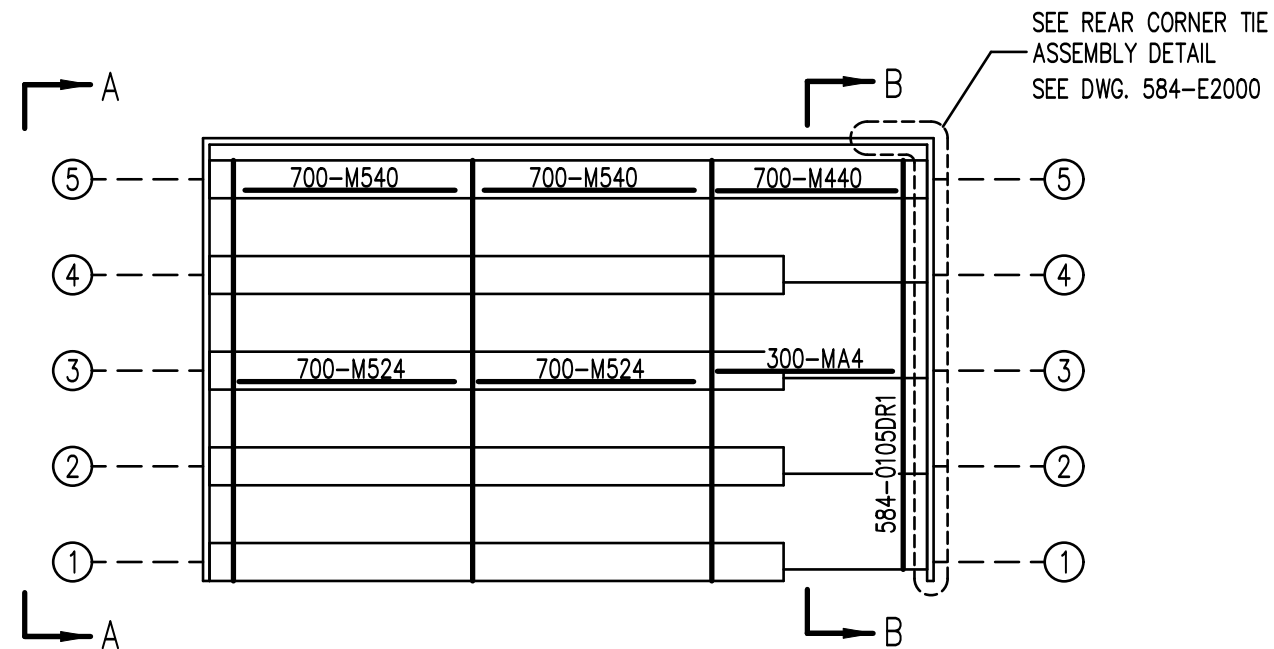 SEE REAR CORNER TIE
ASSEMBLY DETAIL
SEE DWG. 584-E2000
A
B
5
700-M540
700-M540
700-M440
5
4
4
3
700-M524
700-M524
300-MA4
3
584-0105DR1
2
2
1
1
A
B